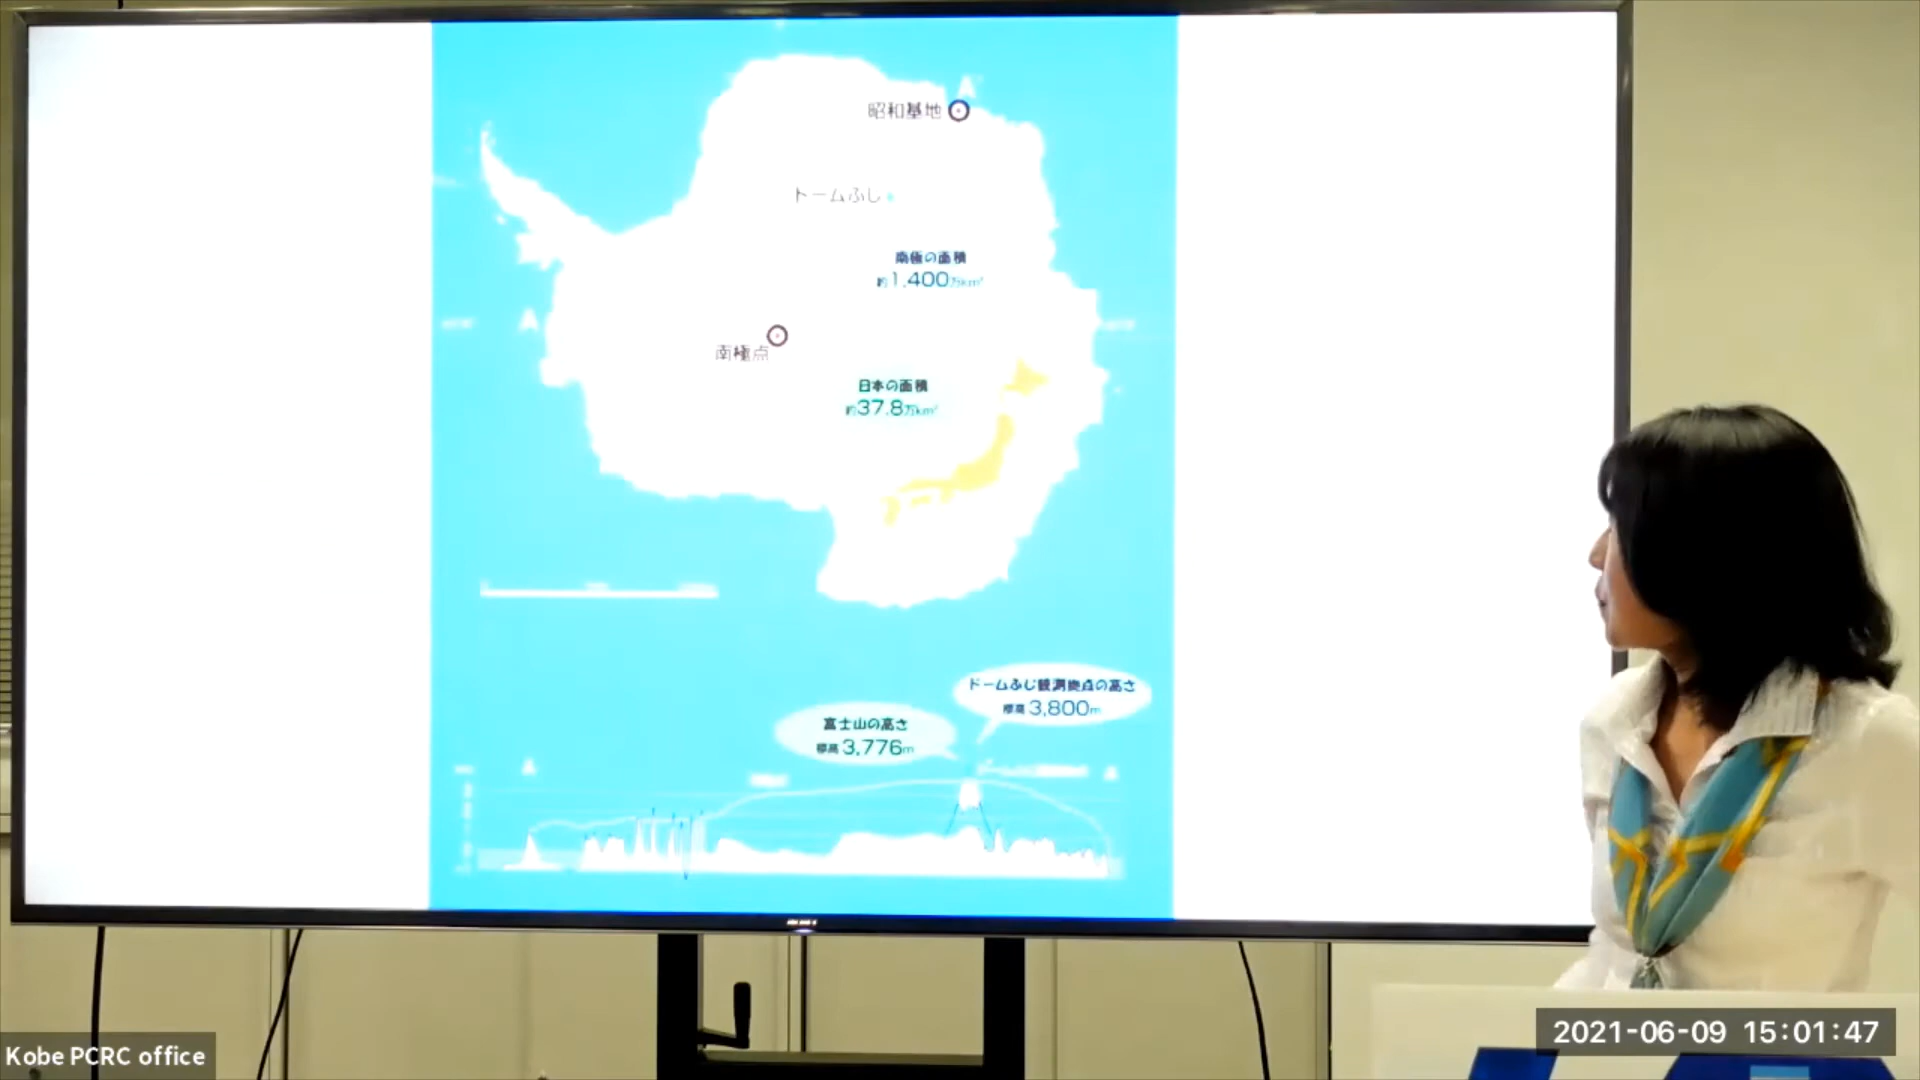 昭和基地
ドームふじ
南極の面積
約1,400万km²
南極点
日本の面積
約37.8万km²
ドームふじ観測拠点の高さ
標高 3,800m
富士山の高さ
標高 3,776m
A
A
Kobe PCRC office
2021-06-09 15:01:47